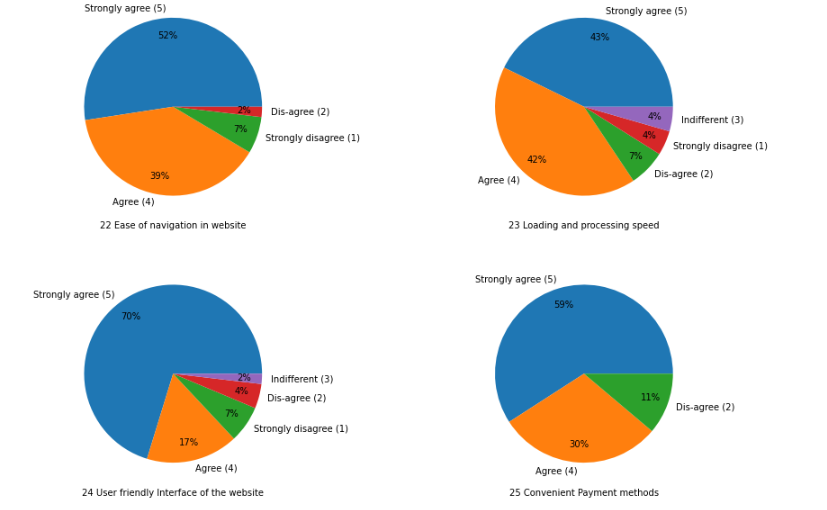 Strongly agree (5)
52%
2%
Dis-agree (2)
7%
Strongly disagree (1)
39%
Agree (4)
22 Ease of navigation in website
Strongly agree (5)
43%
4%
Indifferent (3)
4%
Strongly disagree (1)
7%
Dis-agree (2)
42%
Agree (4)
23 Loading and processing speed
Strongly agree (5)
70%
2%
Indifferent (3)
4%
Dis-agree (2)
7%
Strongly disagree (1)
17%
Agree (4)
24 User friendly Interface of the website
Strongly agree (5)
59%
11%
Dis-agree (2)
30%
Agree (4)
25 Convenient Payment methods